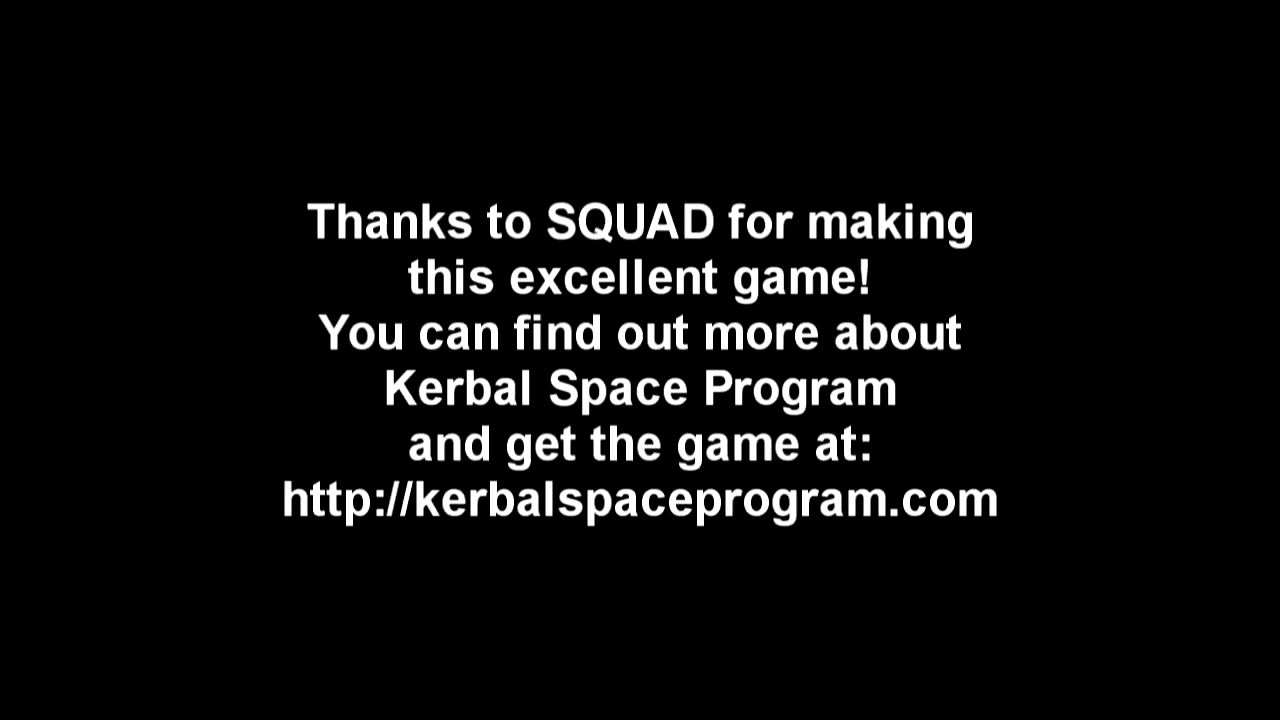 Thanks to SQUAD for making
this excellent game!
You can find out more about
Kerbal Space Program
and get the game at:
http://kerbalspaceprogram.com